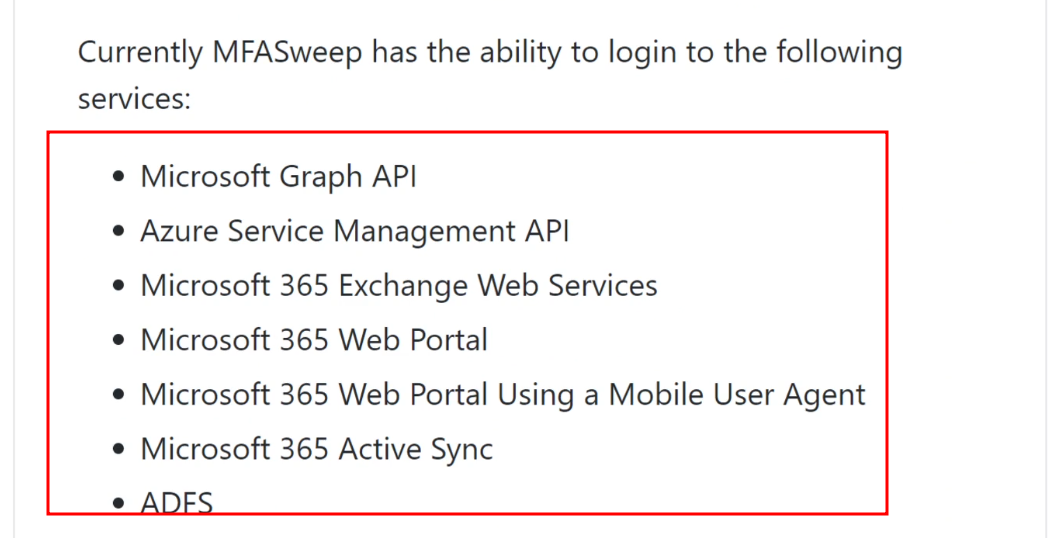 Currently MFASweep has the ability to login to the following
services:
• Microsoft Graph API
• Azure Service Management API
• Microsoft 365 Exchange Web Services
• Microsoft 365 Web Portal
• Microsoft 365 Web Portal Using a Mobile User Agent
• Microsoft 365 Active Sync
• ADFS